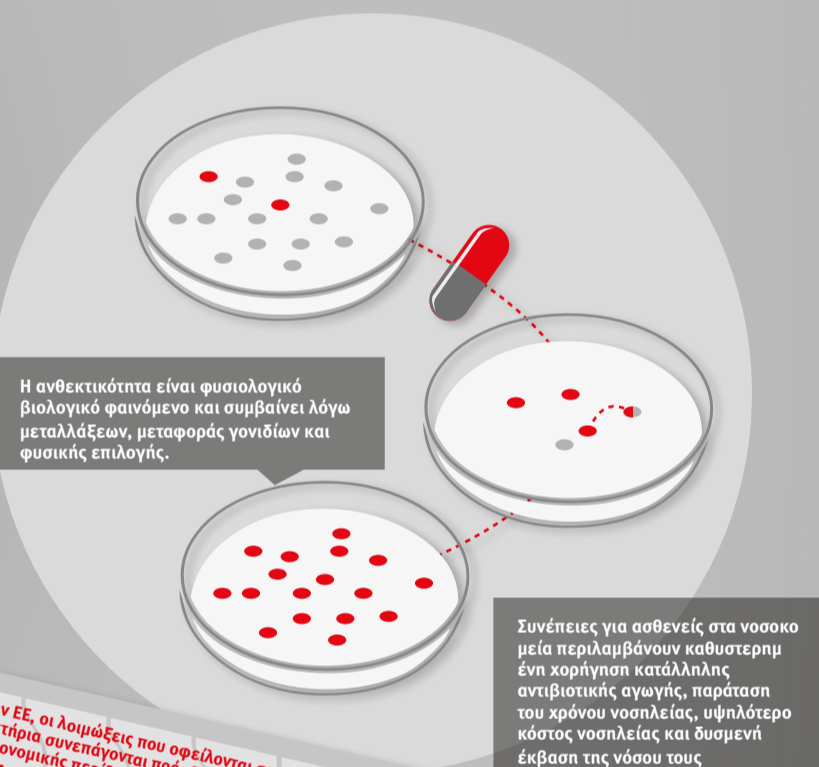 Η ανθεκτικότητα είναι φυσιολογικό
βιολογικό φαινόμενο και συμβαίνει λόγω
μεταλλάξεων, μεταφοράς γονιδίων και
φυσικής επιλογής.
Συνέπειες για ασθενείς στα νοσοκο
μεία περιλαμβάνουν καθυστερημ
ένη χορήγηση κατάλληλης
αντιβιοτικής αγωγής, παράταση
του χρόνου νοσηλείας, υψηλότερο
κόστος νοσηλείας και δυσμενή
έκβαση της νόσου τους
ν ΕΕ, οι λοιμώξεις που οφείλονται
τήρια συνεπάγονται